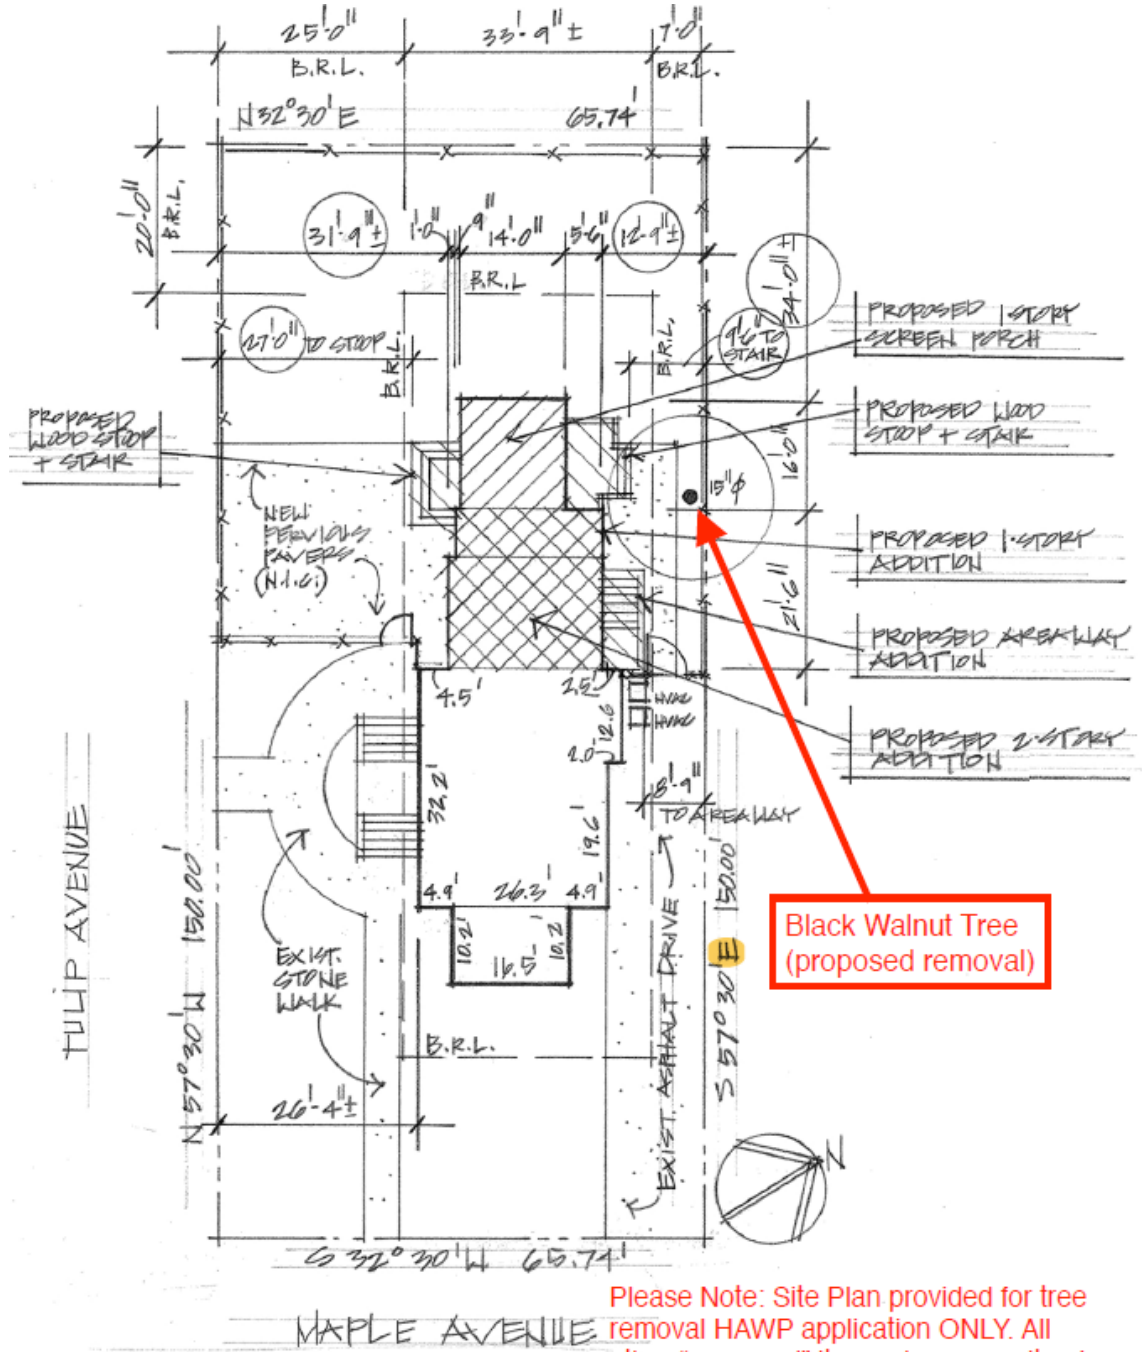 25'-0" 33'-9"± 7'-0"
B.R.L. B.R.L.
N32°30'E 65.74'
20'-0"
B.R.L.
31'-9"± 1'-0" 9" 14'-0" 5'-6" 12'-9"±
B.R.L
34'-0"±
27'-0" TO STOOP
B.R.L.
B.R.L.
9'-6" TO
STAIR
PROPOSED 1-STORY
SCREEN PORCH
PROPOSED
WOOD STOOP
+ STAIR
PROPOSED WOOD
STOOP + STAIR
16'-0"
15"φ
NEW
PERVIOUS
PAVERS
(N.I.C.)
PROPOSED 1-STORY
ADDITION
21'-6"
PROPOSED AREAWAY
ADDITION
4.5' 2.5'
HVAC
HVAC
12.6
2.0-
PROPOSED 2-STORY
ADDITION
32.2'
8'-9"
TO AREAWAY
19.6'
TULIP AVENUE
N 57°30' W 150.00'
4.9' 26.3' 4.9'
10.2' 10.2'
16.5-
EXIST.
STONE
WALK
EXIST. ASPHALT DRIVE
S 57°30' E 150.00'
Black Walnut Tree
(proposed removal)
B.R.L.
26'-4"±
N
S 32°30' W 65.74'
MAPLE AVENUE
Please Note: Site Plan provided for tree
removal HAWP application ONLY. All